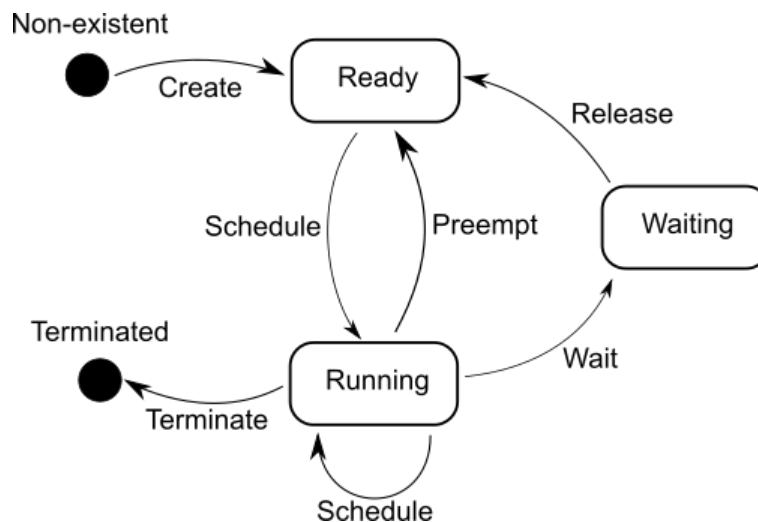 Non-existent
Ready
Create
Release
Schedule
Preempt
Waiting
Terminated
Running
Wait
Terminate
Schedule